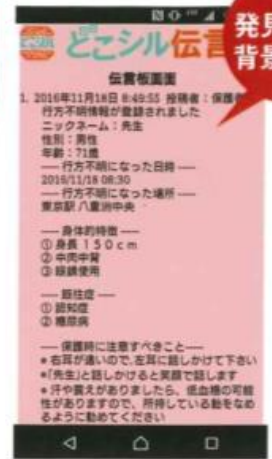 どこシル
どこシル伝言
発見
背景
伝言板画面
1. 2016年11月18日 8:49:55 投稿者：保護者
行方不明情報が登録されました
ニックネーム：先生
性別：男性
年齢：71歳
--- 行方不明になった日時 ---
2016/11/18 08:30
--- 行方不明になった場所 ---
東京駅 八重洲中央
--- 身体的特徴 ---
① 身長 150cm
② 中肉中背
③ 眼鏡使用
--- 既往症 ---
① 認知症
② 糖尿病
--- 保護時に注意すべきこと---
* 右耳が遠いので、左耳に話しかけて下さい
*「先生」と話しかけると笑顔で話します
* 汗や震えがありましたら、低血糖の可能
性がありますので、所持している飴をなめ
るように勧めてください